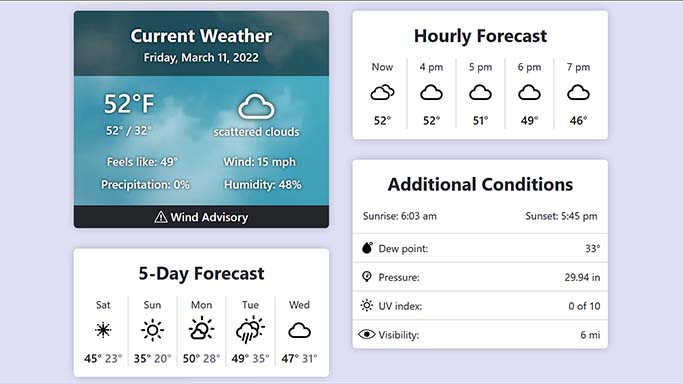 Current Weather
Friday, March 11, 2022
52°F
52° / 32°
scattered clouds
Feels like: 49°
Wind: 15 mph
Precipitation: 0%
Humidity: 48%
Wind Advisory
5-Day Forecast
Sat Sun Mon Tue Wed
45° 23° 35° 20° 50° 28° 49° 35° 47° 31°
Hourly Forecast
Now 4 pm 5 pm 6 pm 7 pm
52° 52° 51° 49° 46°
Additional Conditions
Sunrise: 6:03 am Sunset: 5:45 pm
Dew point: 33°
Pressure: 29.94 in
UV index: 0 of 10
Visibility: 6 mi